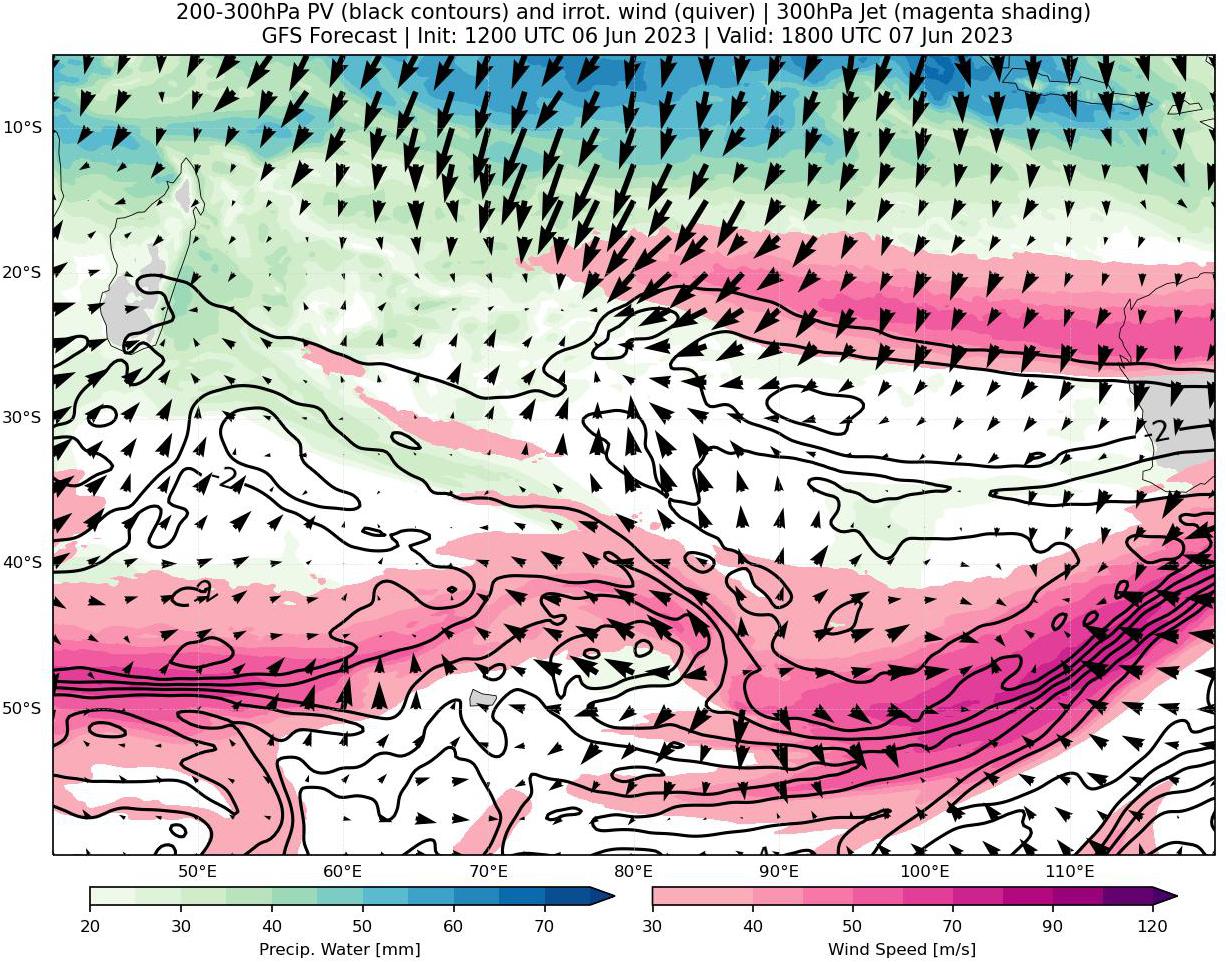 200-300hPa PV (black contours) and irrot. wind (quiver) | 300hPa Jet (magenta shading)
GFS Forecast | Init: 1200 UTC 06 Jun 2023 | Valid: 1800 UTC 07 Jun 2023
10°S
20°S
30°S
40°S
50°S
-2
-2
-2
50°E 60°E 70°E 80°E 90°E 100°E 110°E
20 30 40 50 60 70
Precip. Water [mm]
30 40 50 70 90 120
Wind Speed [m/s]